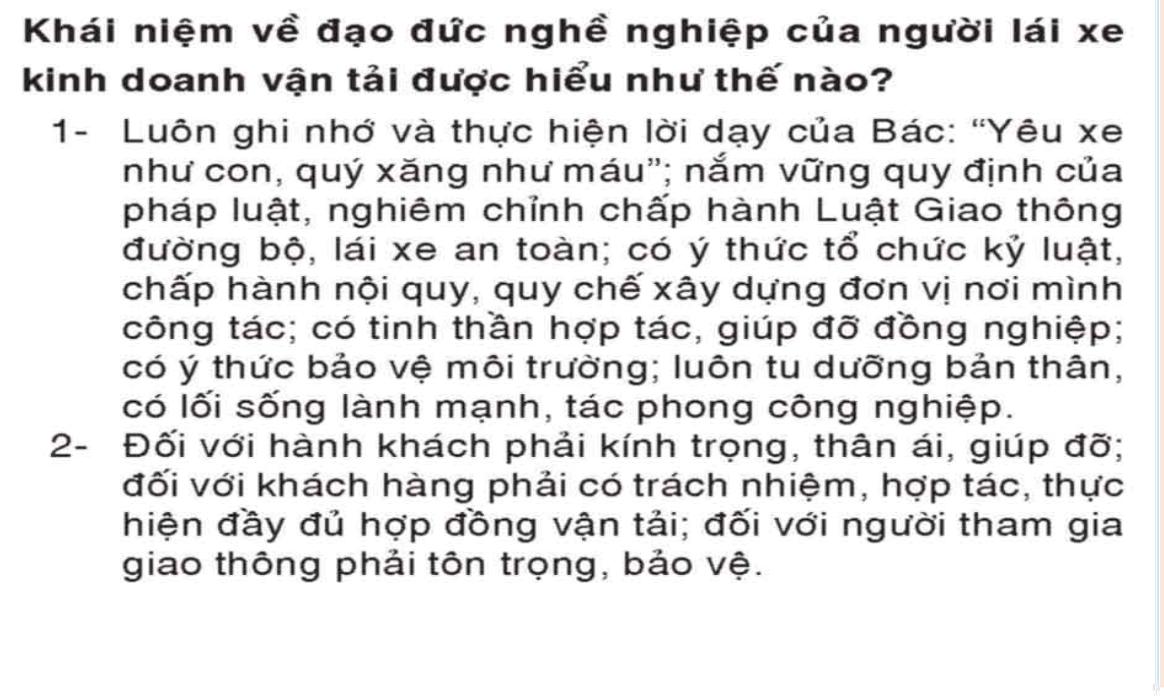 Khái niệm về đạo đức nghề nghiệp của người lái xe
kinh doanh vận tải được hiểu như thế nào?
1- Luôn ghi nhớ và thực hiện lời dạy của Bác: “Yêu xe
như con, quý xăng như máu”; nắm vững quy định của
pháp luật, nghiêm chỉnh chấp hành Luật Giao thông
đường bộ, lái xe an toàn; có ý thức tổ chức kỷ luật,
chấp hành nội quy, quy chế xây dựng đơn vị nơi mình
công tác; có tinh thần hợp tác, giúp đỡ đồng nghiệp;
có ý thức bảo vệ môi trường; luôn tu dưỡng bản thân,
có lối sống lành mạnh, tác phong công nghiệp.
2- Đối với hành khách phải kính trọng, thân ái, giúp đỡ;
đối với khách hàng phải có trách nhiệm, hợp tác, thực
hiện đầy đủ hợp đồng vận tải; đối với người tham gia
giao thông phải tôn trọng, bảo vệ.